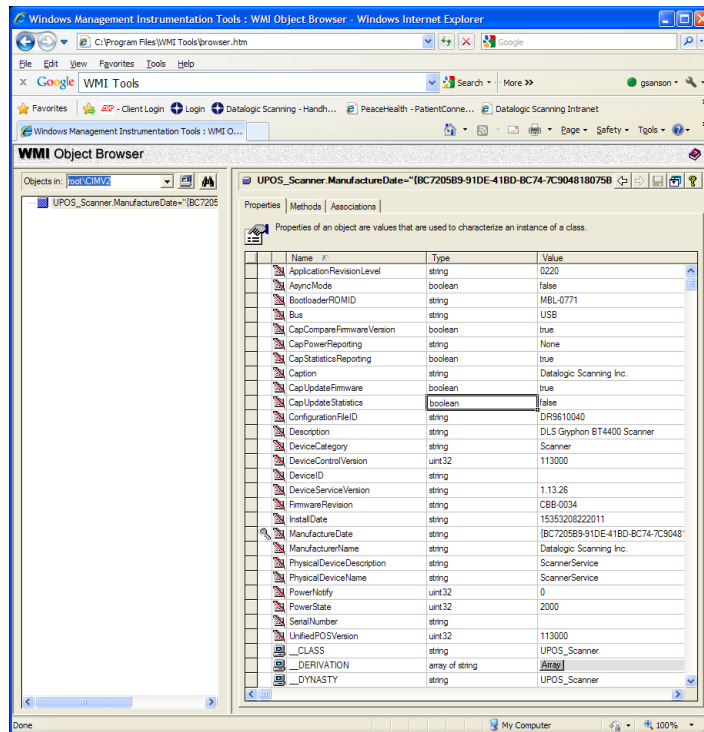 Windows Management Instrumentation Tools : WMI Object Browser - Windows Internet Explorer
C:\Program Files\WMI Tools\browser.htm
Google
File Edit View Favorites Tools Help
x Google WMI Tools Search More >> gsanson
Favorites - Client Login Login Datalogic Scanning - Handh... PeaceHealth - PatientConne... Datalogic Scanning Intranet
Windows Management Instrumentation Tools : WMI O... Page Safety Tools
WMI Object Browser
Objects in: root\CIMV2
UPOS_Scanner.ManufactureDate="{BC7205
UPOS_Scanner.ManufactureDate="{BC7205B9-91DE-41BD-BC74-7C904818075B
Properties Methods Associations
Properties of an object are values that are used to characterize an instance of a class.
Name Type Value
ApplicationRevisionLevel string 0220
AsyncMode boolean false
BootloaderROMID string MBL-0771
Bus string USB
CapCompareFirmwareVersion boolean true
CapPowerReporting string None
CapStatisticsReporting boolean true
Caption string Datalogic Scanning Inc.
CapUpdateFirmware boolean true
CapUpdateStatistics boolean false
ConfigurationFileID string DR9610040
Description string DLS Gryphon BT4400 Scanner
DeviceCategory string Scanner
DeviceControlVersion uint32 113000
DeviceID string
DeviceServiceVersion string 1.13.26
FirmwareRevision string CBB-0034
InstallDate string 15353208222011
ManufactureDate string {BC7205B9-91DE-41BD-BC74-7C9048
ManufacturerName string Datalogic Scanning Inc.
PhysicalDeviceDescription string ScannerService
PhysicalDeviceName string ScannerService
PowerNotify uint32 0
PowerState uint32 2000
SerialNumber string
UnifiedPOSVersion uint32 113000
__CLASS string UPOS_Scanner
__DERIVATION array of string Array
__DYNASTY string UPOS_Scanner
Done My Computer 100%